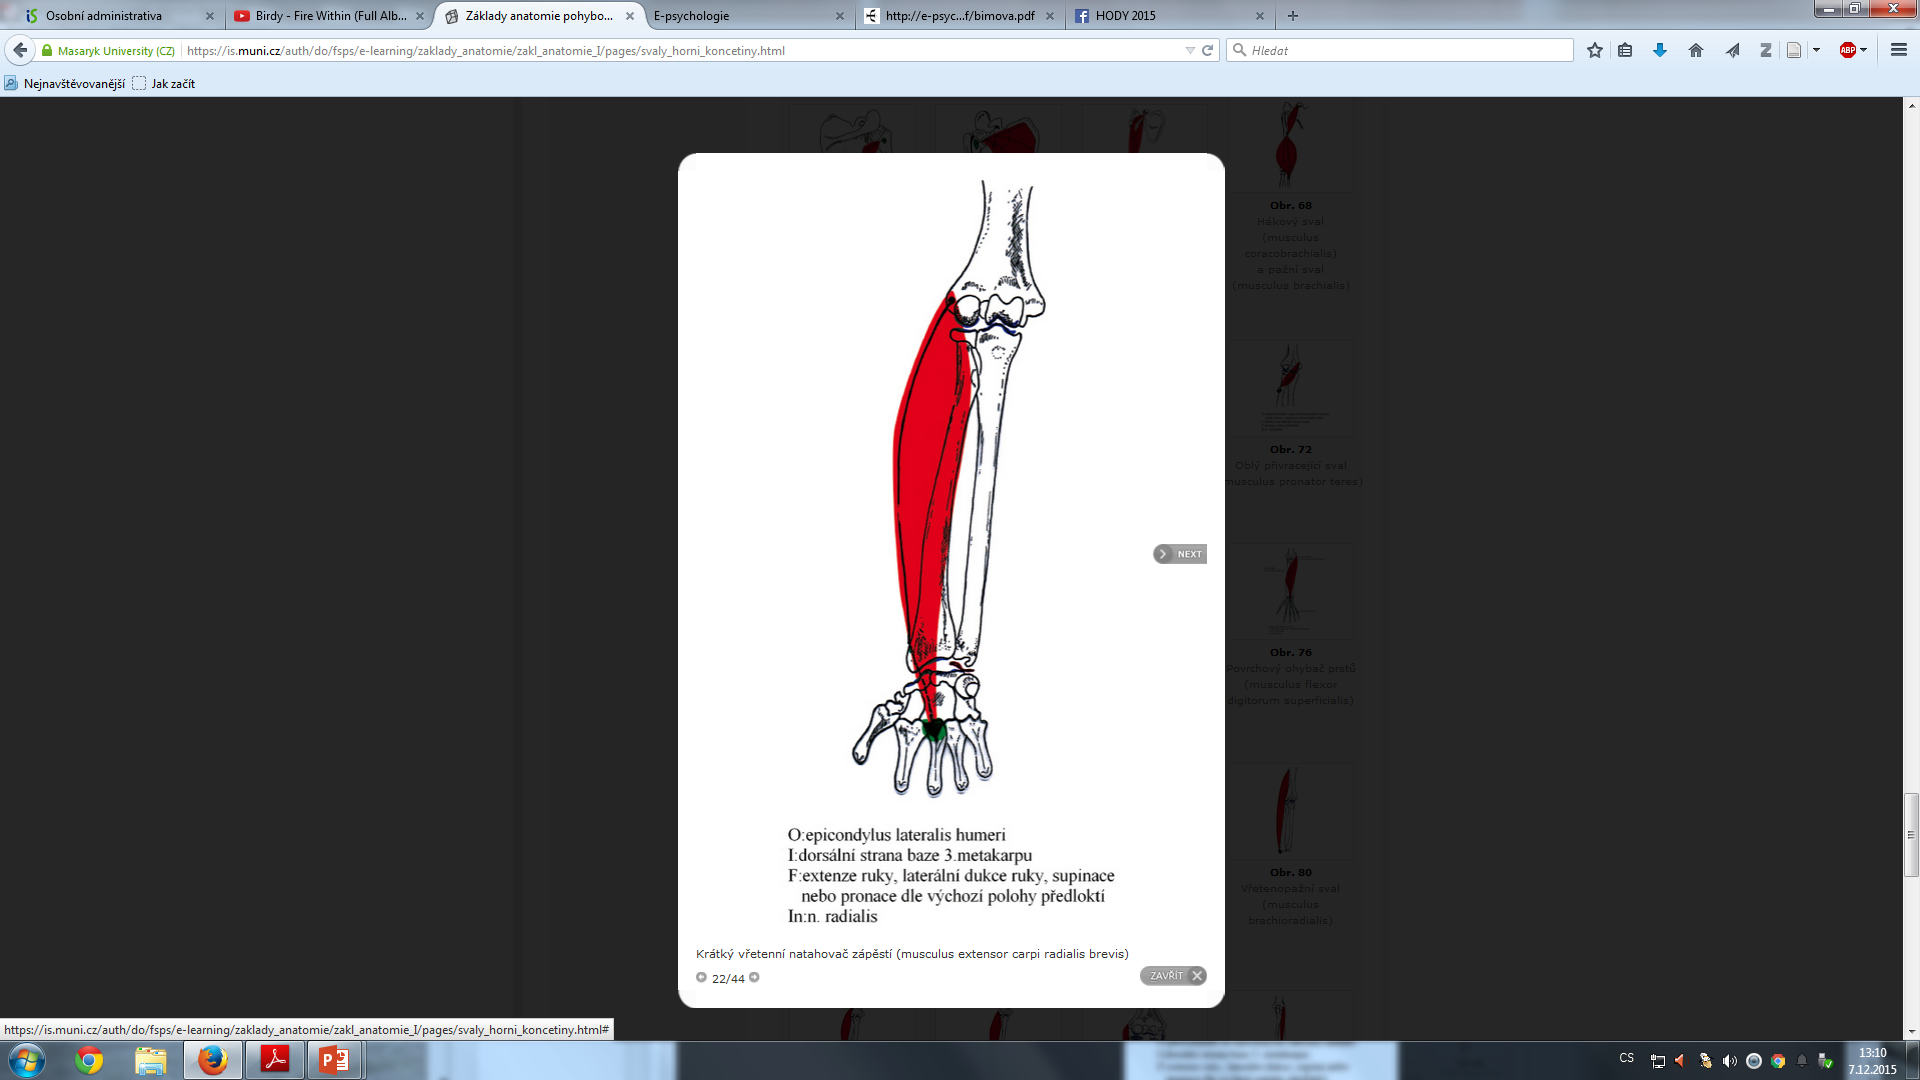 Osobní administrativa
Birdy - Fire Within (Full Alb...
Základy anatomie pohybo...
E-psychologie
http://e-psyc...f/bimova.pdf
HODY 2015
Masaryk University (CZ)
https://is.muni.cz/auth/do/fsps/e-learning/zaklady_anatomie/zakl_anatomie_I/pages/svaly_horni_koncetiny.html
Hledat
ABP
Nejnavštěvovanější
Jak začít
Obr. 68
Hákový sval
(musculus
coracobrachialis)
a pažní sval
(musculus brachialis)
Obr. 72
Oblý přivracející sval
musculus pronator teres)
NEXT
Obr. 76
Povrchový ohybač prstů
(musculus flexor
digitorum superficialis)
O:epicondylus lateralis humeri
I:dorsální strana baze 3.metakarpu
F:extenze ruky, laterální dukce ruky, supinace
nebo pronace dle výchozí polohy předloktí
In:n. radialis
Obr. 80
Vřetenopažní sval
(musculus
brachioradialis)
Krátký vřetenní natahovač zápěstí (musculus extensor carpi radialis brevis)
22/44
ZAVŘÍT
https://is.muni.cz/auth/do/fsps/e-learning/zaklady_anatomie/zakl_anatomie_I/pages/svaly_horni_koncetiny.html#
CS
13:10
7.12.2015